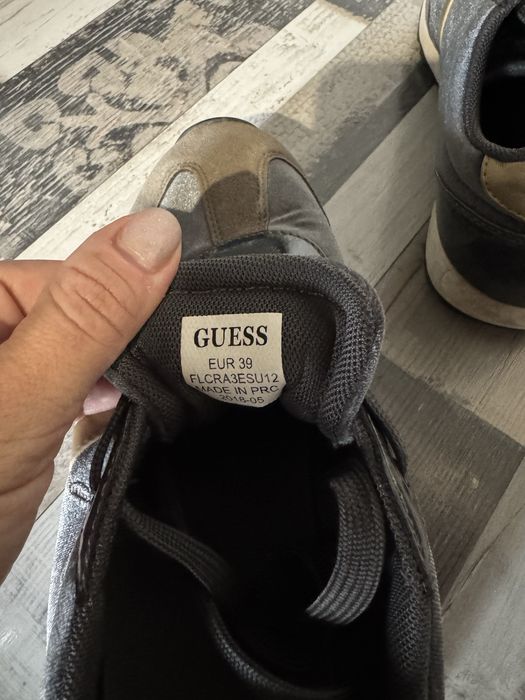 GUESS
EUR 39
FLCRA3ESU12
MADE IN PRC
2018-05